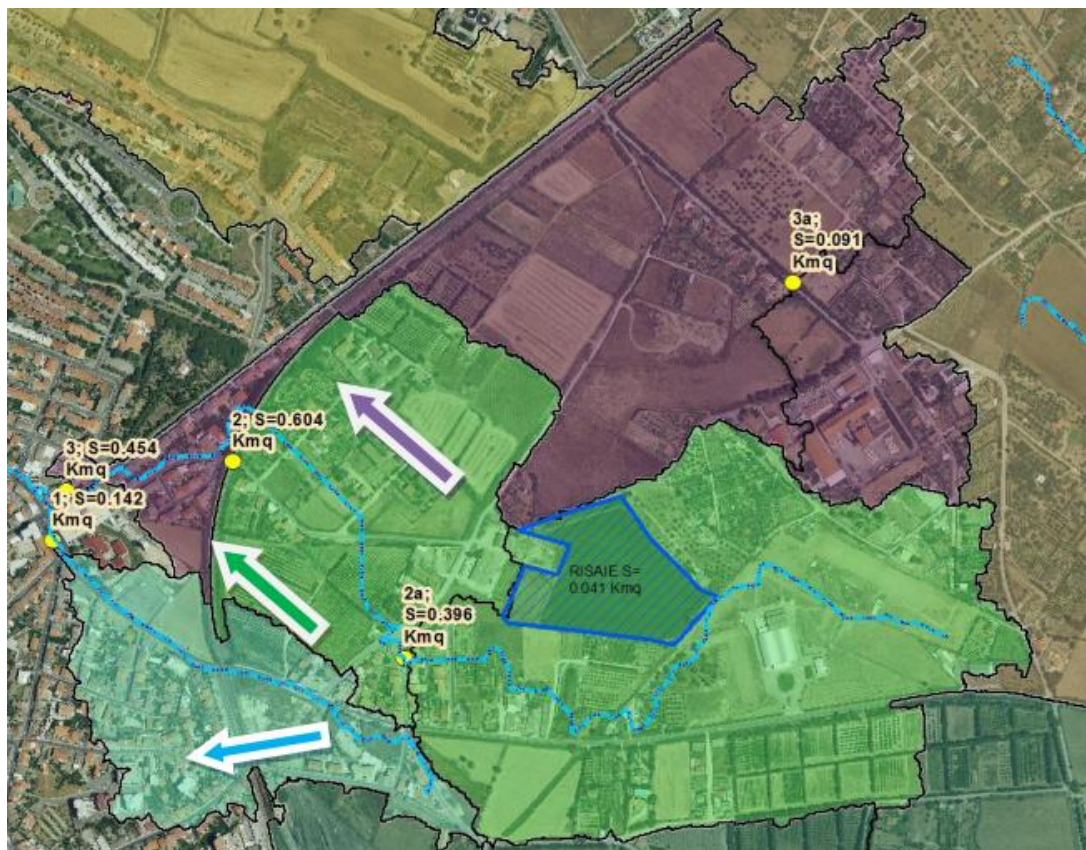 3a;
S=0.091
Kmq
2; S=0.604
Kmq
3; S=0.454
Kmq
1; S=0.142
Kmq
RISAIE S=
0.041 Kmq
2a;
S=0.396
Kmq